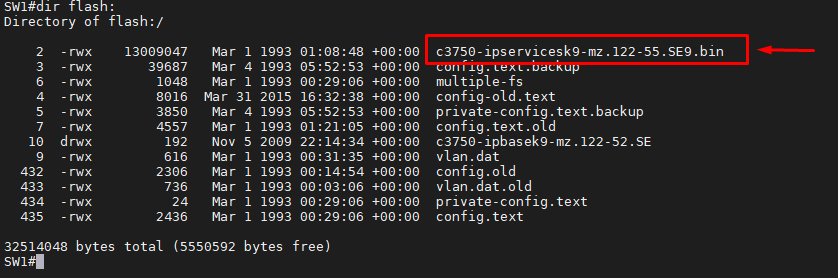 SW1#dir flash:
Directory of flash:/
2 -rwx 13009047 Mar 1 1993 01:08:48 +00:00 c3750-ipservicesk9-mz.122-55.SE9.bin
3 -rwx 39687 Mar 4 1993 05:52:53 +00:00 config.text.backup
6 -rwx 1048 Mar 1 1993 00:29:06 +00:00 multiple-fs
4 -rwx 8016 Mar 31 2015 16:32:38 +00:00 config-old.text
5 -rwx 3850 Mar 4 1993 05:52:53 +00:00 private-config.text.backup
7 -rwx 4557 Mar 1 1993 01:21:05 +00:00 config.text.old
10 drwx 192 Nov 5 2009 22:14:34 +00:00 c3750-ipbasek9-mz.122-52.SE
9 -rwx 616 Mar 1 1993 00:31:35 +00:00 vlan.dat
432 -rwx 2306 Mar 1 1993 00:14:54 +00:00 config.old
433 -rwx 736 Mar 1 1993 00:03:06 +00:00 vlan.dat.old
434 -rwx 24 Mar 1 1993 00:29:06 +00:00 private-config.text
435 -rwx 2436 Mar 1 1993 00:29:06 +00:00 config.text
32514048 bytes total (5550592 bytes free)
SW1#